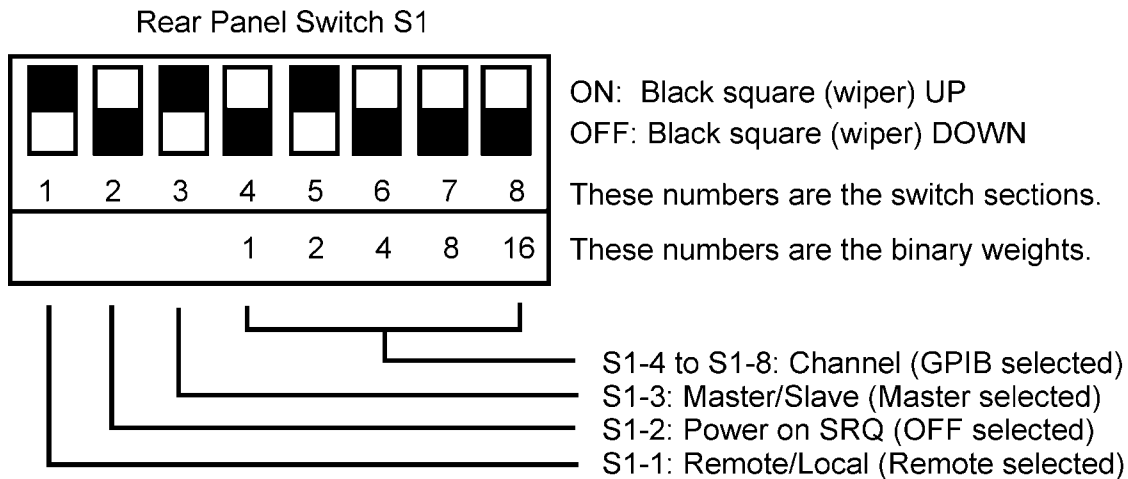 Rear Panel Switch S1
ON: Black square (wiper) UP
OFF: Black square (wiper) DOWN
1 2 3 4 5 6 7 8 These numbers are the switch sections.
1 2 4 8 16 These numbers are the binary weights.
S1-4 to S1-8: Channel (GPIB selected)
S1-3: Master/Slave (Master selected)
S1-2: Power on SRQ (OFF selected)
S1-1: Remote/Local (Remote selected)